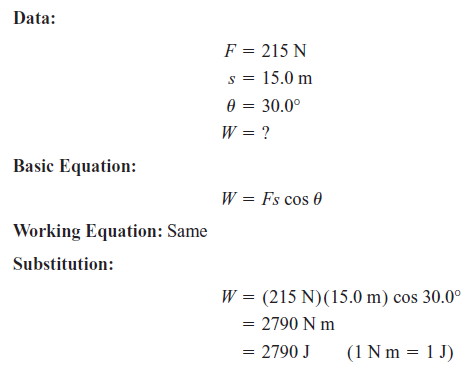 Data:
F = 215 N
s = 15.0 m
θ = 30.0°
W = ?
Basic Equation:
W = Fs cos θ
Working Equation: Same
Substitution:
W = (215 N)(15.0 m) cos 30.0°
= 2790 N m
= 2790 J (1 N m = 1 J)